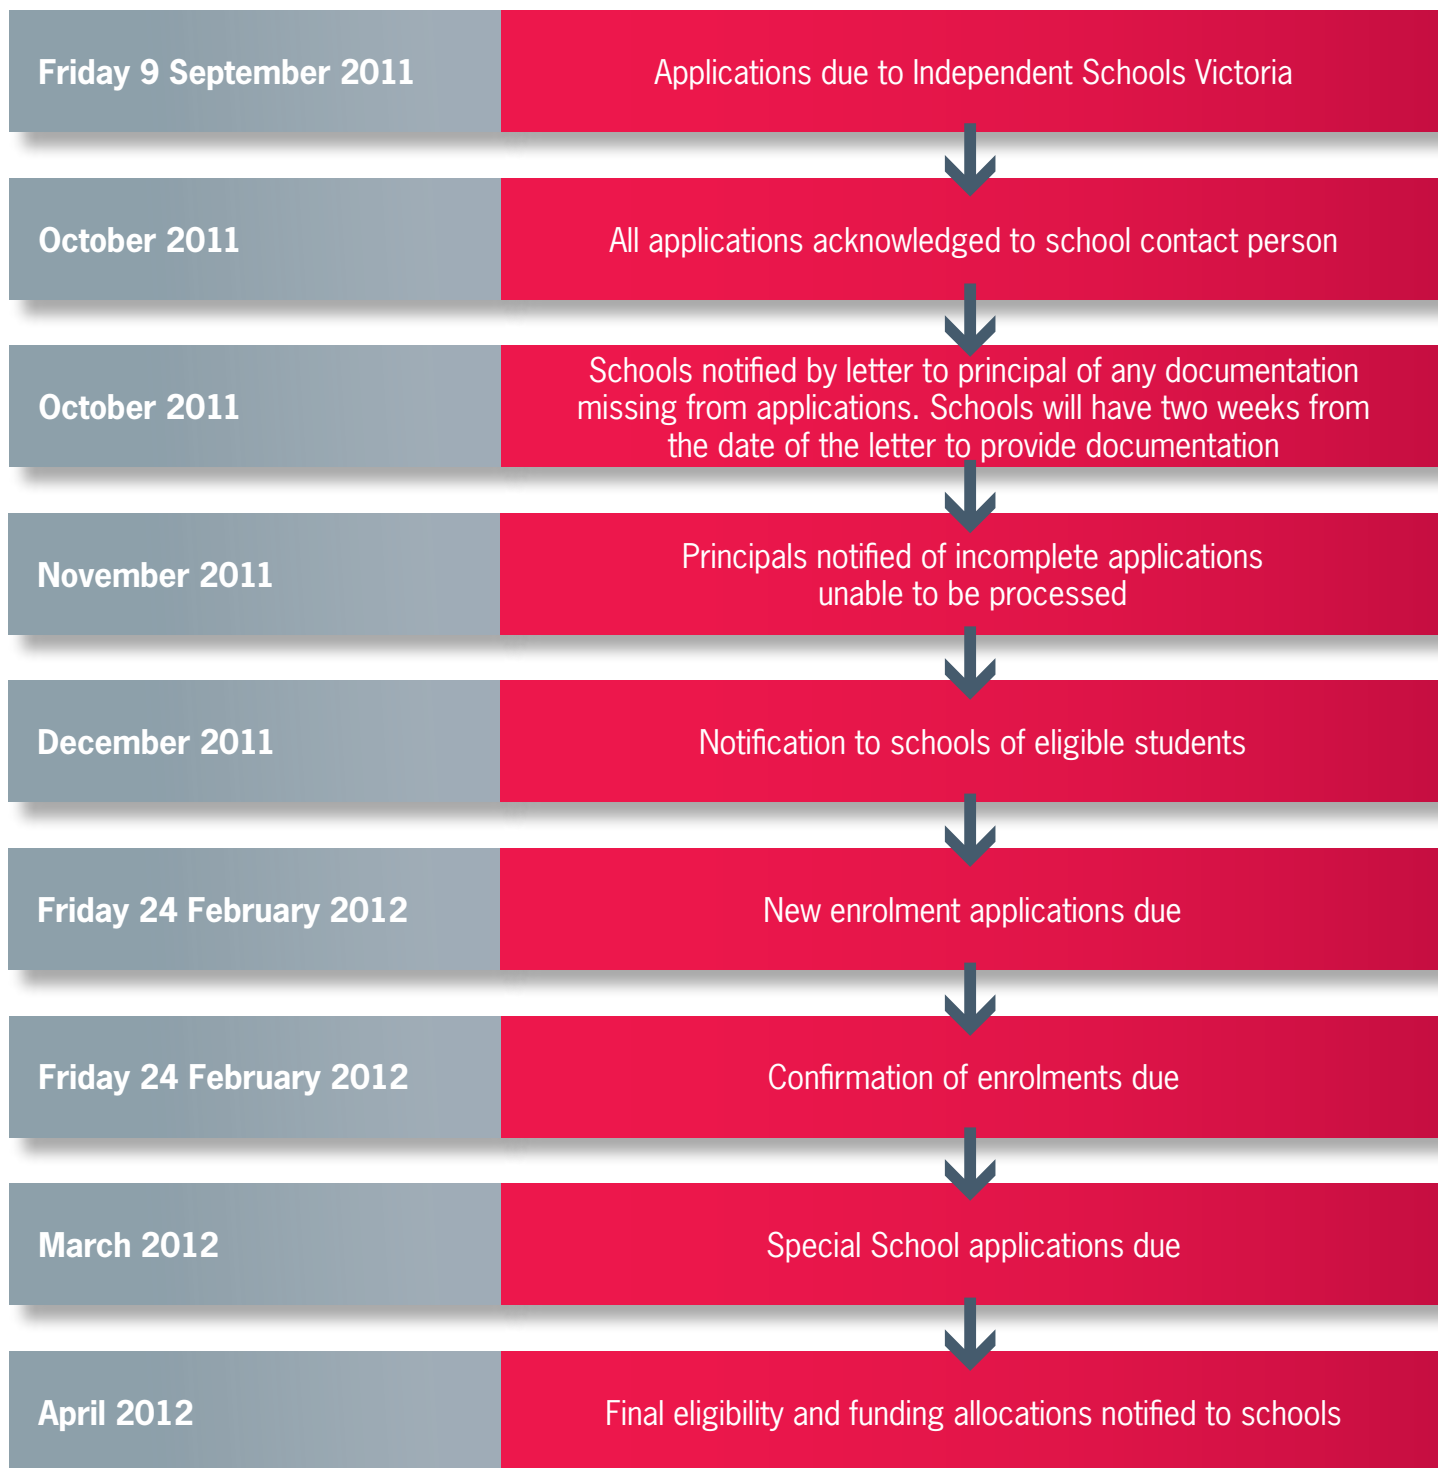 Friday 9 September 2011
Applications due to Independent Schools Victoria
October 2011
All applications acknowledged to school contact person
October 2011
Schools notified by letter to principal of any documentation
missing from applications. Schools will have two weeks from
the date of the letter to provide documentation
November 2011
Principals notified of incomplete applications
unable to be processed
December 2011
Notification to schools of eligible students
Friday 24 February 2012
New enrolment applications due
Friday 24 February 2012
Confirmation of enrolments due
March 2012
Special School applications due
April 2012
Final eligibility and funding allocations notified to schools